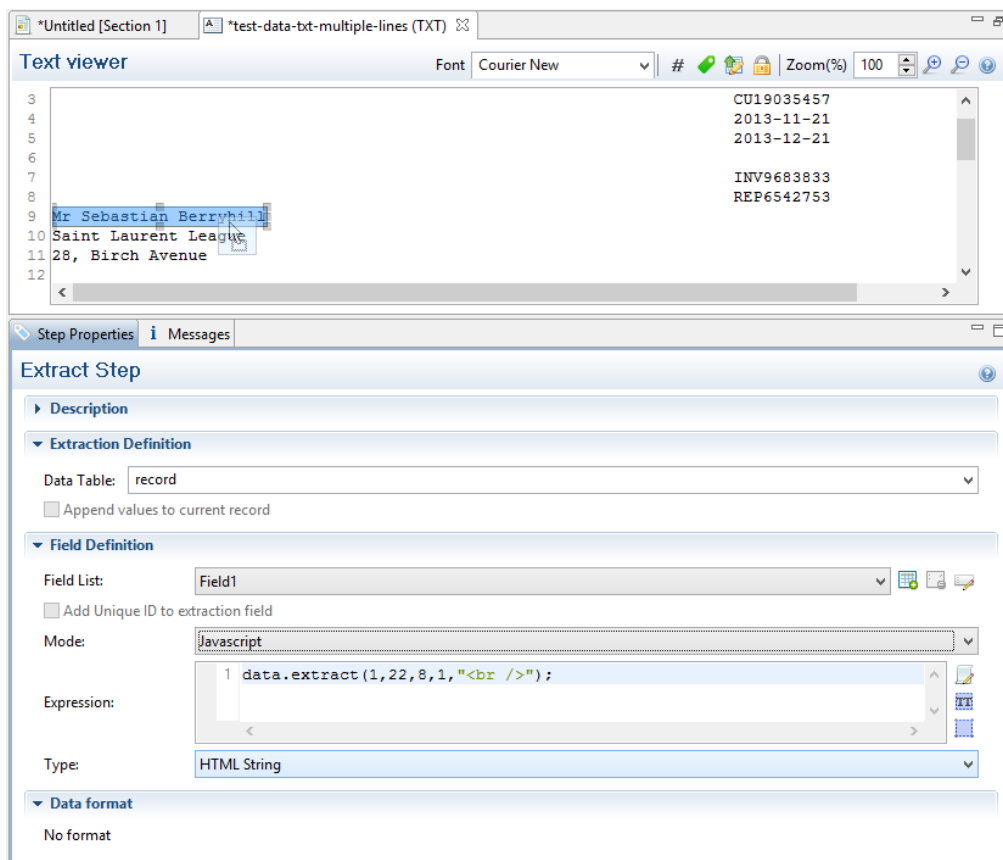 *Untitled [Section 1] *test-data-txt-multiple-lines (TXT)
Text viewer Font Courier New # Zoom(%) 100
3 CU19035457
4 2013-11-21
5 2013-12-21
6
7 INV9683833
8 REP6542753
9 Mr Sebastian Berryhill
10 Saint Laurent League
11 28, Birch Avenue
12
Step Properties i Messages
Extract Step
Description
Extraction Definition
Data Table: record
Append values to current record
Field Definition
Field List: Field1
Add Unique ID to extraction field
Mode: Javascript
1 data.extract(1,22,8,1,"<br />");
Expression: TT
Type: HTML String
Data format
No format